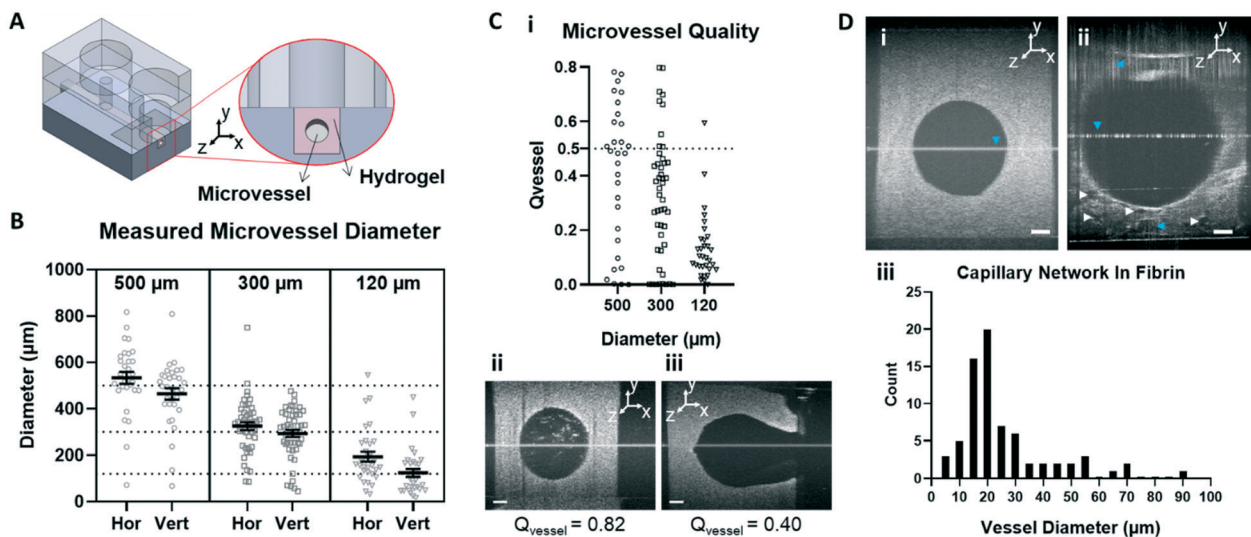 A
y
x
z
Microvessel
Hydrogel
B
Measured Microvessel Diameter
1000
800
600
400
200
0
Diameter (µm)
500 µm
300 µm
120 µm
Hor Vert Hor Vert Hor Vert
C
i
Microvessel Quality
0.8
0.5
0.4
0.2
0.0
Qvessel
500 300 120
Diameter (µm)
ii
y
z x
iii
y
z x
Qvessel = 0.82
Qvessel = 0.40
D
i
y
z x
ii
y
z x
iii
Capillary Network In Fibrin
25
20
15
10
5
0
Count
0 10 20 30 40 50 60 70 80 90 100
Vessel Diameter (µm)